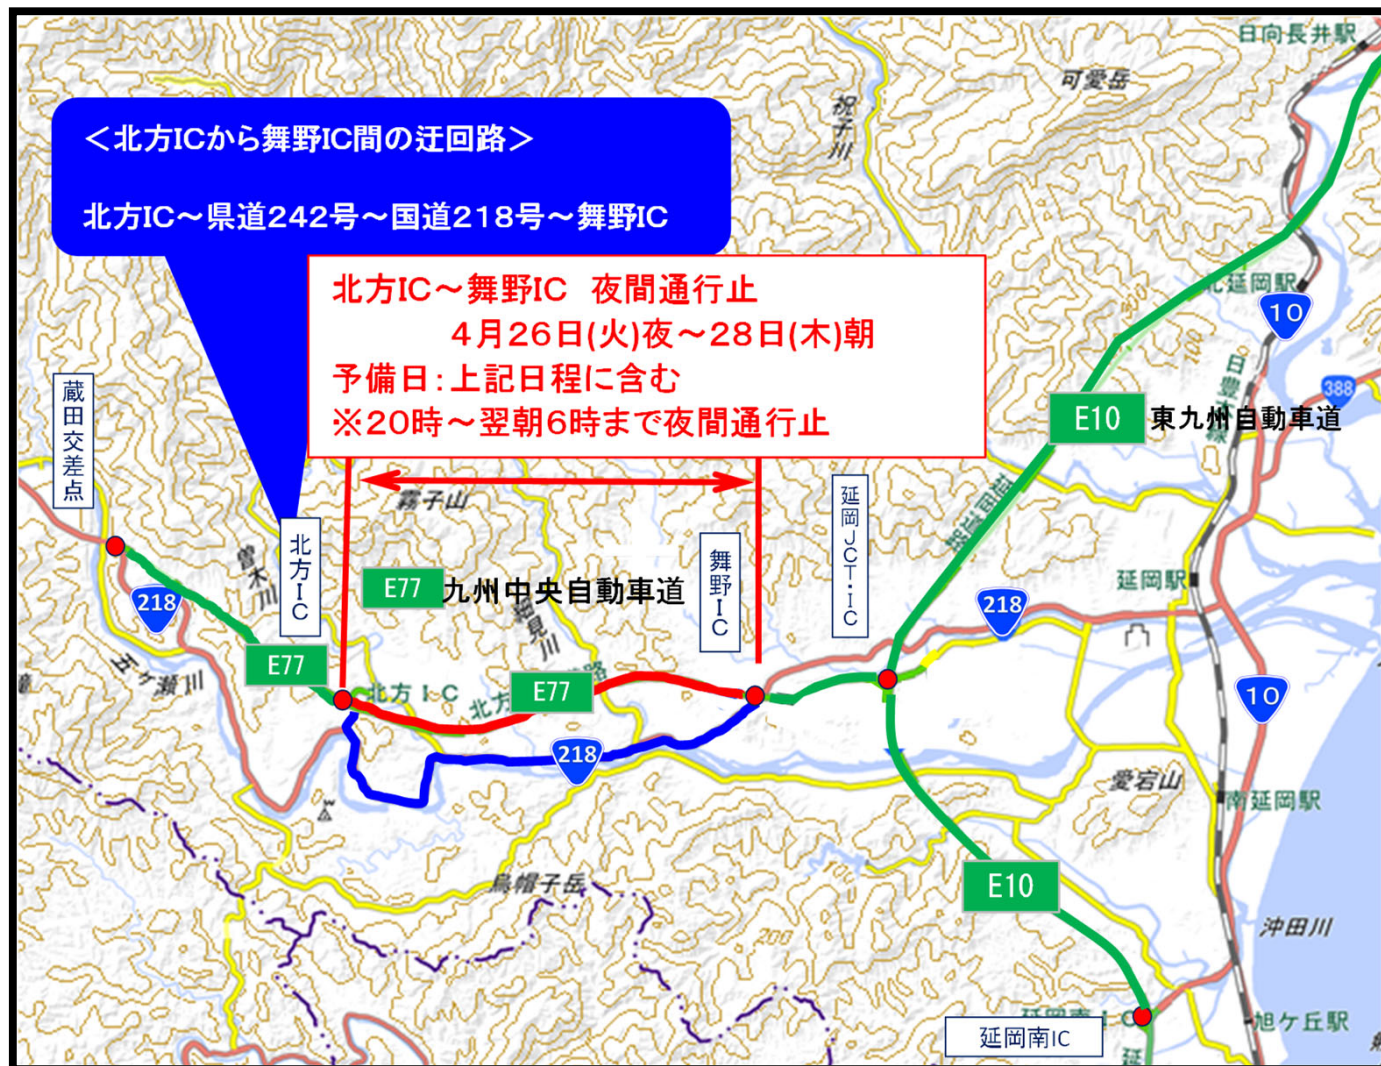 <北方ICから舞野IC間の迂回路>
北方IC～県道242号～国道218号～舞野IC
北方IC～舞野IC 夜間通行止
4月26日(火)夜～28日(木)朝
予備日：上記日程に含む
※20時～翌朝6時まで夜間通行止
日向長井駅
可愛岳
祝子川
北延岡駅
10
388
E10 東九州自動車道
蔵田交差点
霧子山
曽木川
北方IC
E77 九州中央自動車道
舞野IC
延岡JCT・IC
延岡駅
218
218
五ヶ瀬川
E77
北方IC
E77
218
10
愛宕山
南延岡駅
烏帽子岳
E10
200
沖田川
延岡南IC
旭ケ丘駅
500
100